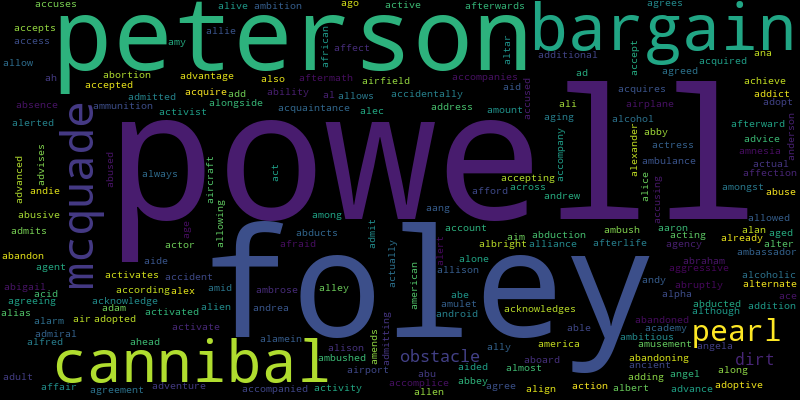 accuses alive ambition ago active afterwards agrees
peterson bargain
accepts allie additional
access amy african affect altar accept acquired ana
allow abortion advantage also aftermath airfield accompanies ad agreed achieve
ah accepted accused acquires airplane addict
absence admitted acquire add ability al allows accidentally aid ali adopt
ammunition alongside acquaintance alec address amount alcohol
alerted activist aging abby actress afterward anderson
mcquade powell
advanced advises abused aircraft act accompany alexander advice amnesia
always accepting ambulance actual
andie across alice affection
afford andrew accusing amongst abuse
abusive allowing among aang
admits age admit account ambush aaron alan allowed
actor abducts afraid actually alert albright aim abduction acting already aged
abandon foley alliance afterlife alter
agent aide alone agency ambassador
activates accident american allison abraham
abigail according alex amid ambrose alley andy aggressive alcoholic
acid abe alpha abruptly alternate
agreeing acknowledge alien andrea amulet acknowledges abducted ace
adam activated android although addition
alias air adopted abandoned
alarm activate able academy pearl
admiral ambitious
alfred ahead alamein amends admitting ally america amusement angela
cannibal alison obstacle abandoning dirt
ambushed aboard ancient
airport aided almost along
adult abu adding angel
affair adventure accomplice abbey action adoptive
agreement accompanied activity allen agree align albert advance